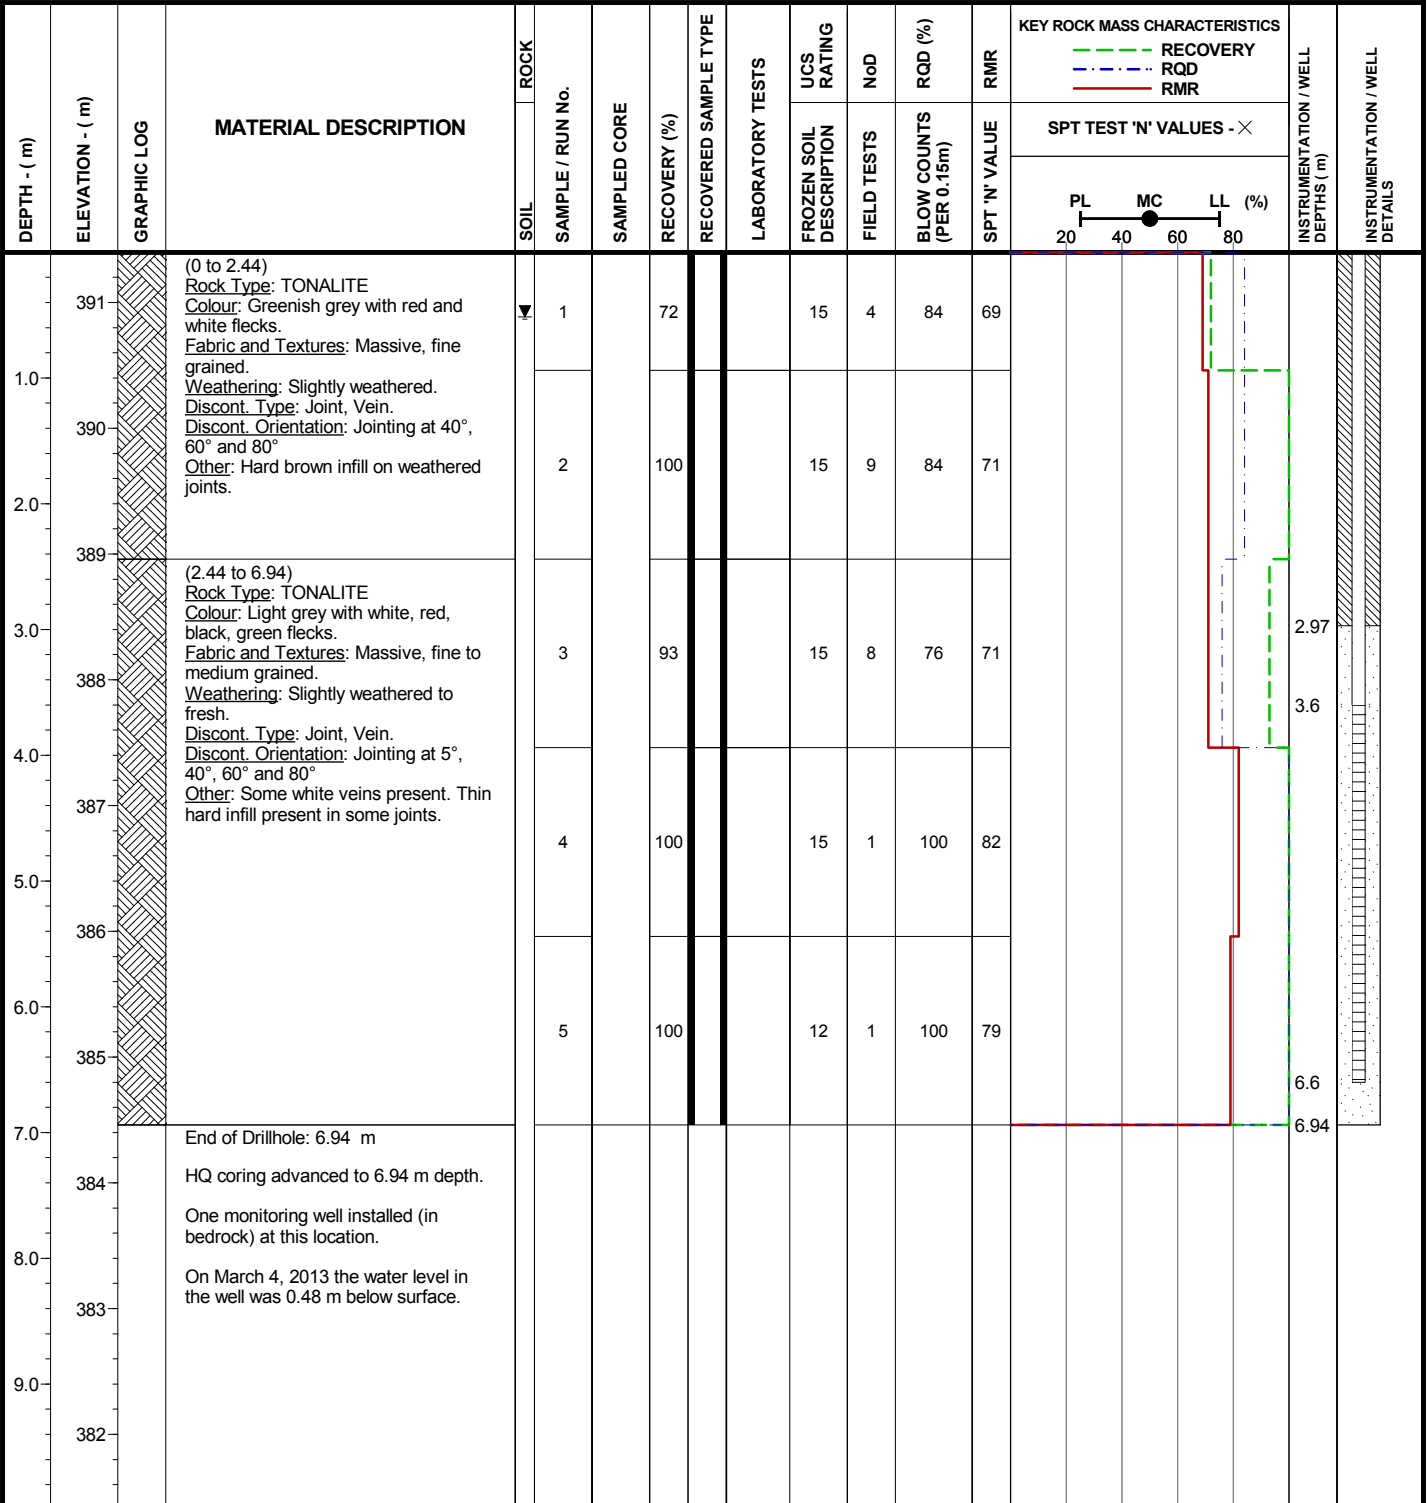 DEPTH - ( m)
ELEVATION - ( m)
GRAPHIC LOG
MATERIAL DESCRIPTION
SOIL
ROCK
SAMPLE / RUN No.
SAMPLED CORE
RECOVERY (%)
RECOVERED SAMPLE TYPE
LABORATORY TESTS
UCS RATING
FROZEN SOIL DESCRIPTION
NoD
FIELD TESTS
RQD (%)
BLOW COUNTS (PER 0.15m)
RMR
SPT 'N' VALUE
KEY ROCK MASS CHARACTERISTICS
RECOVERY
RQD
RMR
SPT TEST 'N' VALUES - ×
PL MC LL (%)
20 40 60 80
INSTRUMENTATION / WELL DEPTHS ( m)
INSTRUMENTATION / WELL DETAILS
(0 to 2.44)
Rock Type: TONALITE
Colour: Greenish grey with red and
white flecks.
Fabric and Textures: Massive, fine
grained.
Weathering: Slightly weathered.
Discont. Type: Joint, Vein.
Discont. Orientation: Jointing at 40°,
60° and 80°
Other: Hard brown infill on weathered
joints.
(2.44 to 6.94)
Rock Type: TONALITE
Colour: Light grey with white, red,
black, green flecks.
Fabric and Textures: Massive, fine to
medium grained.
Weathering: Slightly weathered to
fresh.
Discont. Type: Joint, Vein.
Discont. Orientation: Jointing at 5°,
40°, 60° and 80°
Other: Some white veins present. Thin
hard infill present in some joints.
End of Drillhole: 6.94 m
HQ coring advanced to 6.94 m depth.
One monitoring well installed (in
bedrock) at this location.
On March 4, 2013 the water level in
the well was 0.48 m below surface.
1 72 15 4 84 69
2 100 15 9 84 71
3 93 15 8 76 71
4 100 15 1 100 82
5 100 12 1 100 79
1.0
2.0
3.0
4.0
5.0
6.0
7.0
8.0
9.0
391
390
389
388
387
386
385
384
383
382
2.97
3.6
6.6
6.94